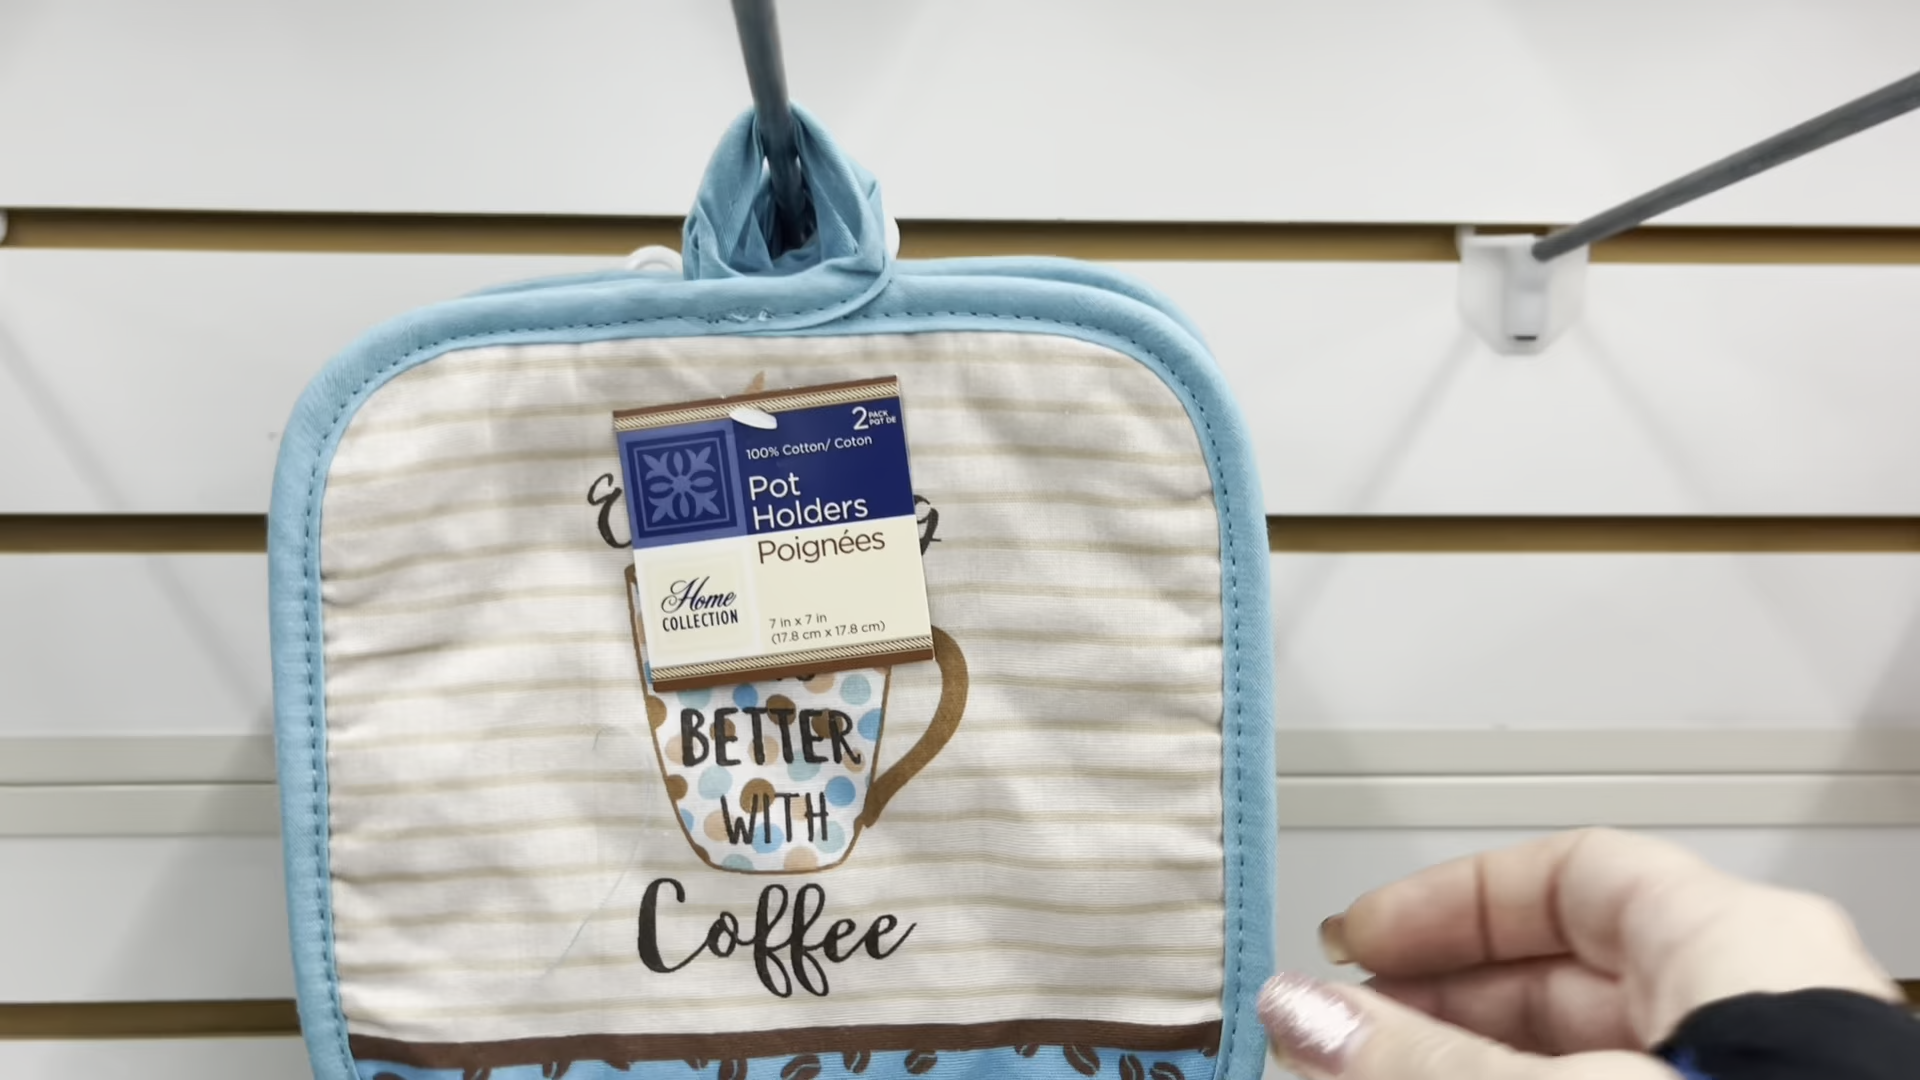 2 PACK
PQT DE
100% Cotton/ Coton
Pot
Holders
Poignées
Home
COLLECTION
7 in x 7 in
(17.8 cm x 17.8 cm)
BETTER
WITH
Coffee